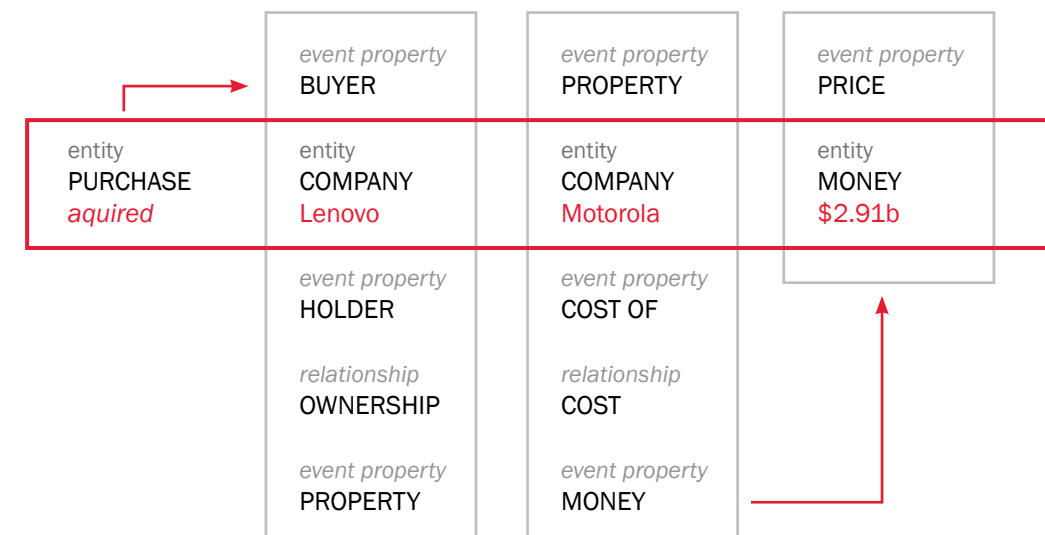 event property
BUYER
event property
PROPERTY
event property
PRICE
entity
PURCHASE
aquired
entity
COMPANY
Lenovo
entity
COMPANY
Motorola
entity
MONEY
$2.91b
event property
HOLDER
event property
COST OF
relationship
OWNERSHIP
relationship
COST
event property
PROPERTY
event property
MONEY